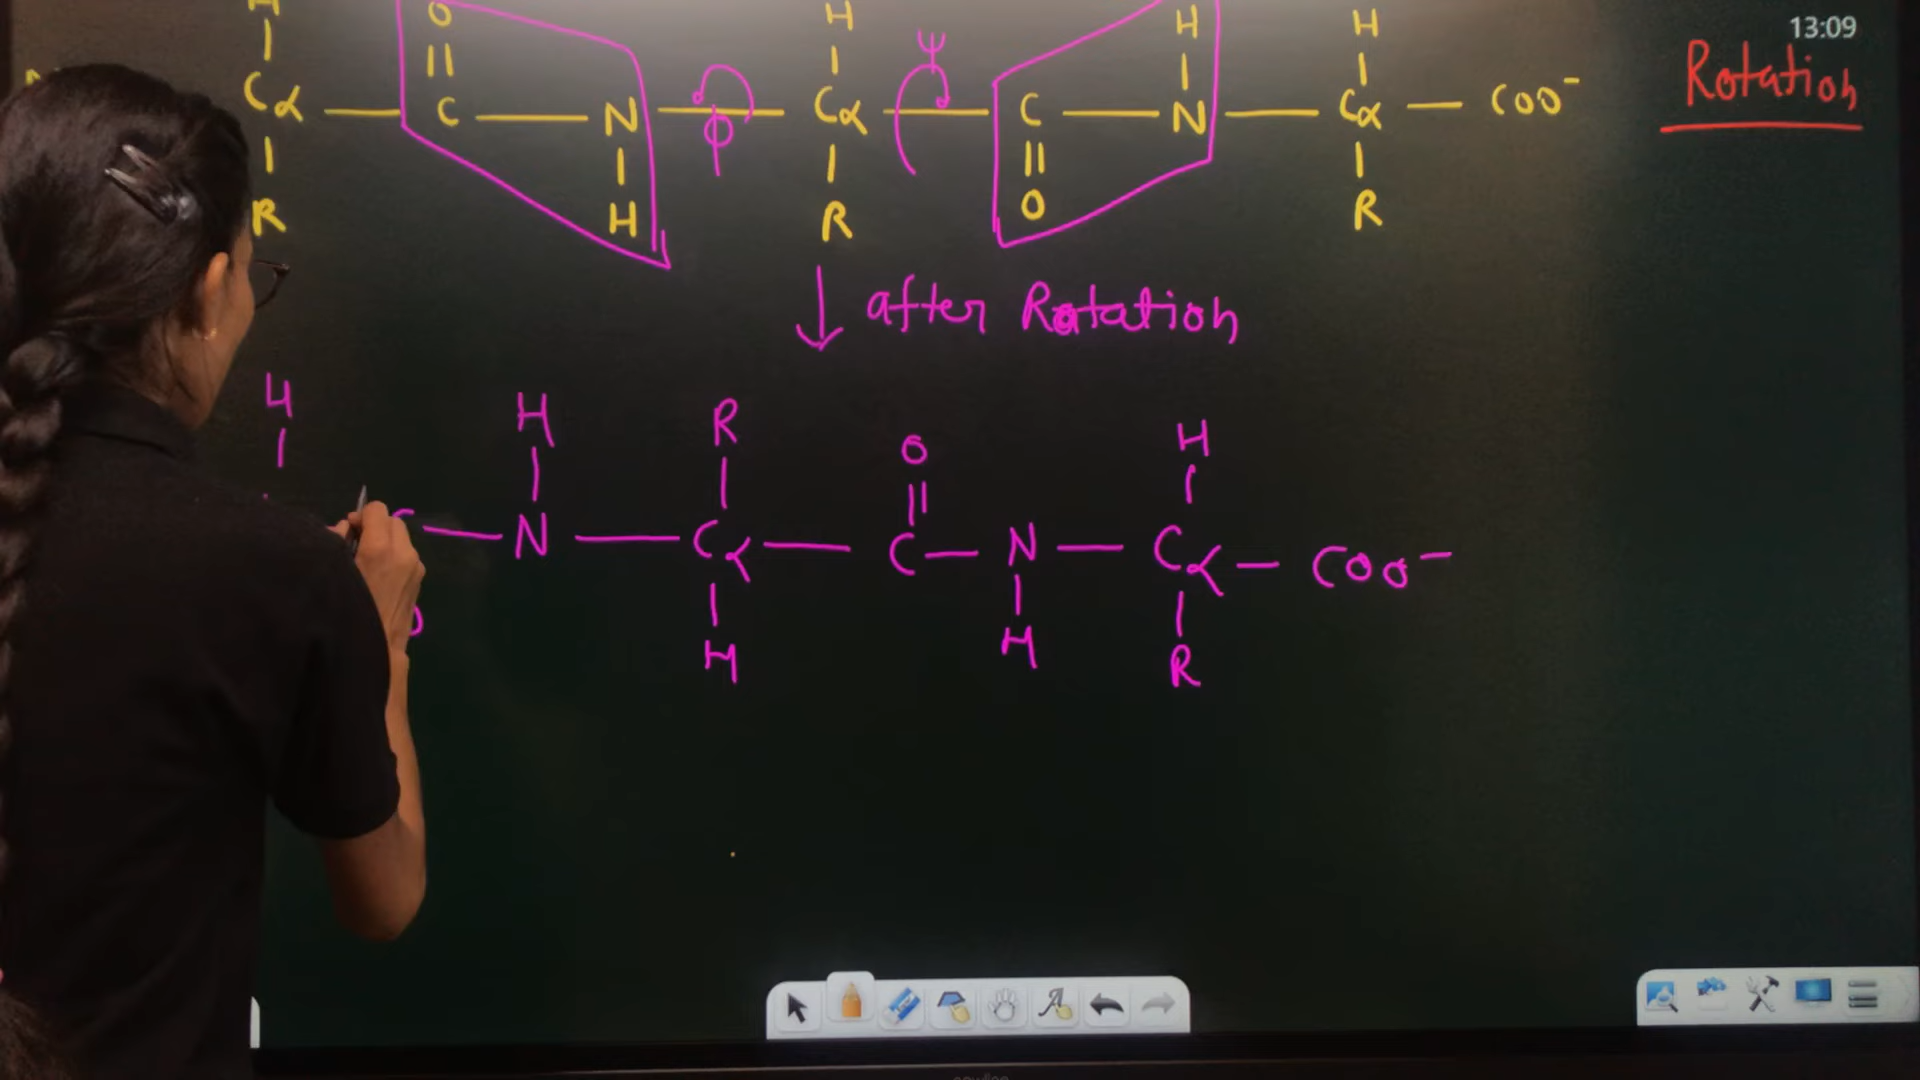 13:09
Rotation
H O H H H
Cα — C — N — Cα — C — N — Cα — COO⁻
φ ψ
R H R O R
↓ after Rotation
H H R O H
C — N — Cα — C — N — Cα — COO⁻
O H H R